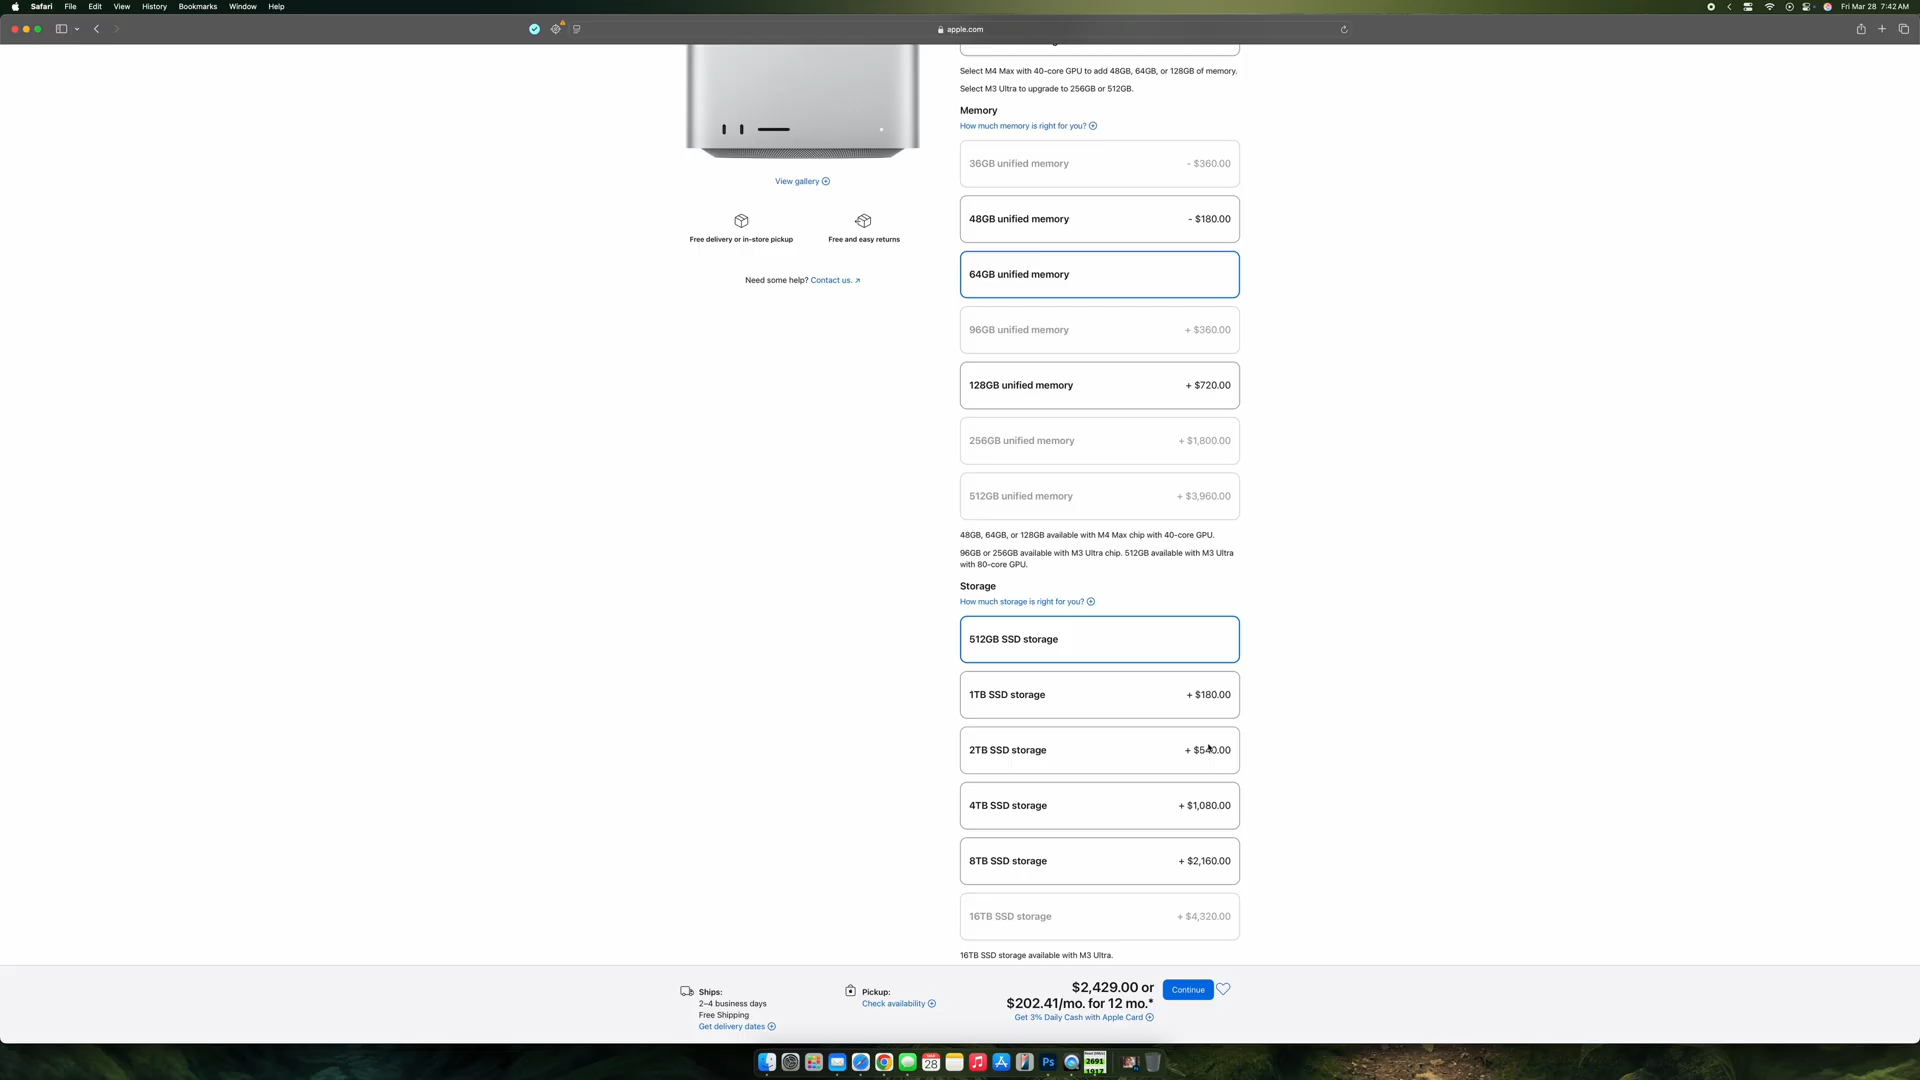 Safari File Edit View History Bookmarks Window Help
Fri Mar 28 7:42 AM
apple.com
Select M4 Max with 40-core GPU to add 48GB, 64GB, or 128GB of memory.
Select M3 Ultra to upgrade to 256GB or 512GB.
Memory
How much memory is right for you?
36GB unified memory - $360.00
48GB unified memory - $180.00
64GB unified memory
96GB unified memory + $360.00
128GB unified memory + $720.00
256GB unified memory + $1,800.00
512GB unified memory + $3,960.00
48GB, 64GB, or 128GB available with M4 Max chip with 40-core GPU.
96GB or 256GB available with M3 Ultra chip. 512GB available with M3 Ultra
with 80-core GPU.
View gallery
Free delivery or in-store pickup
Free and easy returns
Need some help? Contact us.
Storage
How much storage is right for you?
512GB SSD storage
1TB SSD storage + $180.00
2TB SSD storage + $540.00
4TB SSD storage + $1,080.00
8TB SSD storage + $2,160.00
16TB SSD storage + $4,320.00
16TB SSD storage available with M3 Ultra.
Ships:
2–4 business days
Free Shipping
Get delivery dates
Pickup:
Check availability
$2,429.00 or
$202.41/mo. for 12 mo.*
Get 3% Daily Cash with Apple Card
Continue
28
Ps
2691
1917